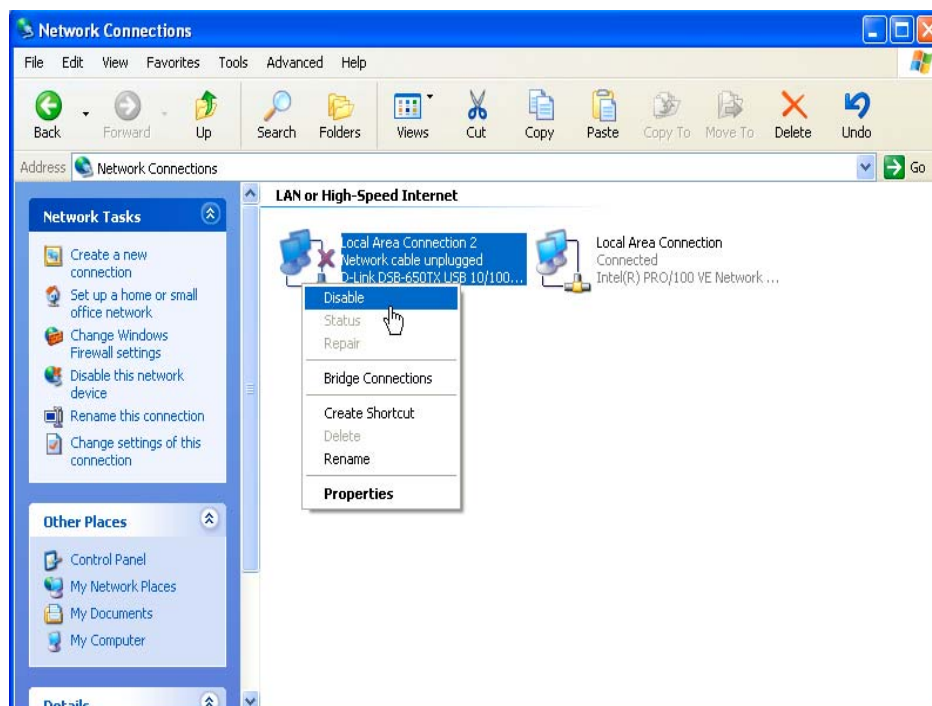 Network Connections
File Edit View Favorites Tools Advanced Help
Back Forward Up Search Folders Views Cut Copy Paste Copy To Move To Delete Undo
Address Network Connections Go
Network Tasks
Create a new
connection
Set up a home or small
office network
Change Windows
Firewall settings
Disable this network
device
Rename this connection
Change settings of this
connection
Other Places
Control Panel
My Network Places
My Documents
My Computer
Details
LAN or High-Speed Internet
Local Area Connection 2
Network cable unplugged
D-Link DSB-650TX USB 10/100...
Local Area Connection
Connected
Intel(R) PRO/100 VE Network ...
Disable
Status
Repair
Bridge Connections
Create Shortcut
Delete
Rename
Properties